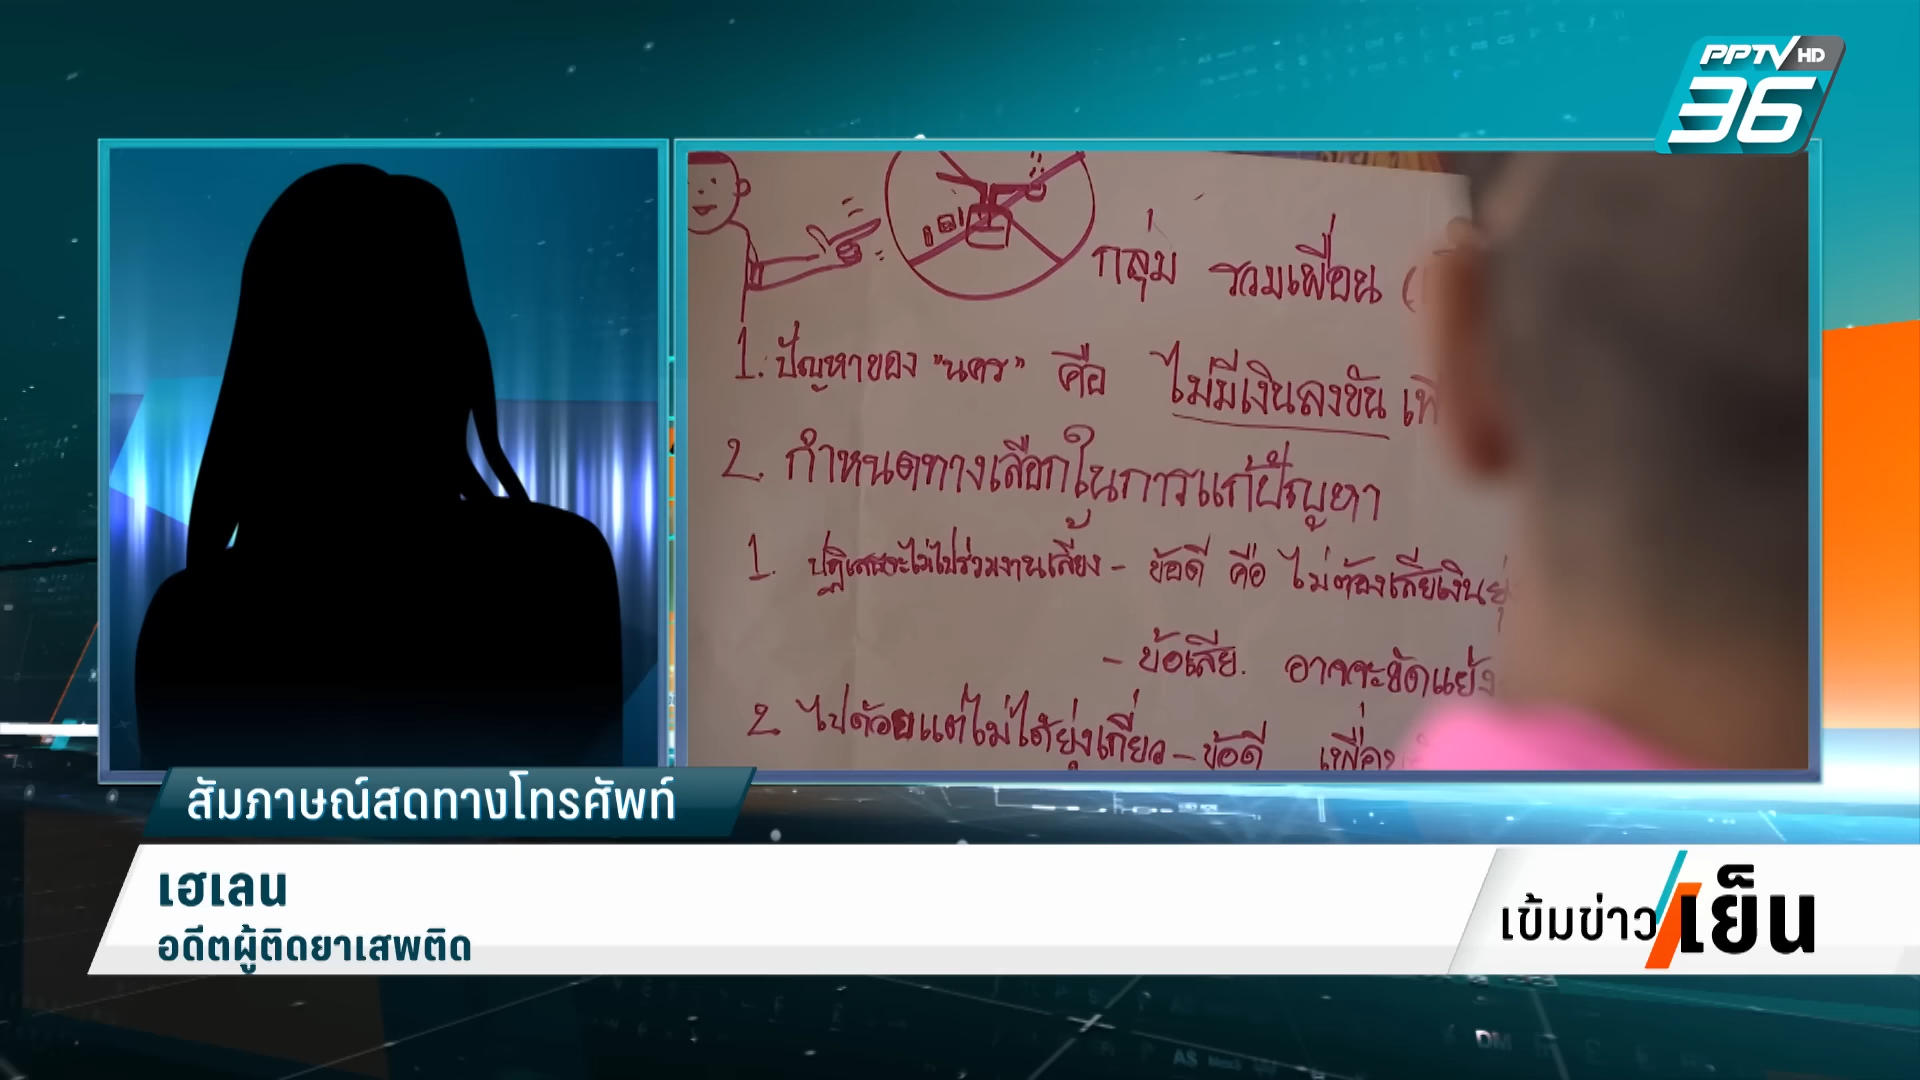 PPTV HD
36
กลุ่ม รวมเพื่อน (
1. ปัญหาของ "นคร" คือ ไม่มีเงินลงขัน
2. กำหนดทางเลือกในการแก้ปัญหา
1. ปฏิเสธจะไม่ไปร่วมงานเลี้ยง - ข้อดี คือ ไม่ต้องเสียเงิน
- ข้อเสีย. อาจจะขัดแย้ง
2 ไปด้วยแต่ไม่ได้ยุ่งเกี่ยว - ข้อดี
สัมภาษณ์สดทางโทรศัพท์
เฮเลน
อดีตผู้ติดยาเสพติด
เข้มข่าวเย็น